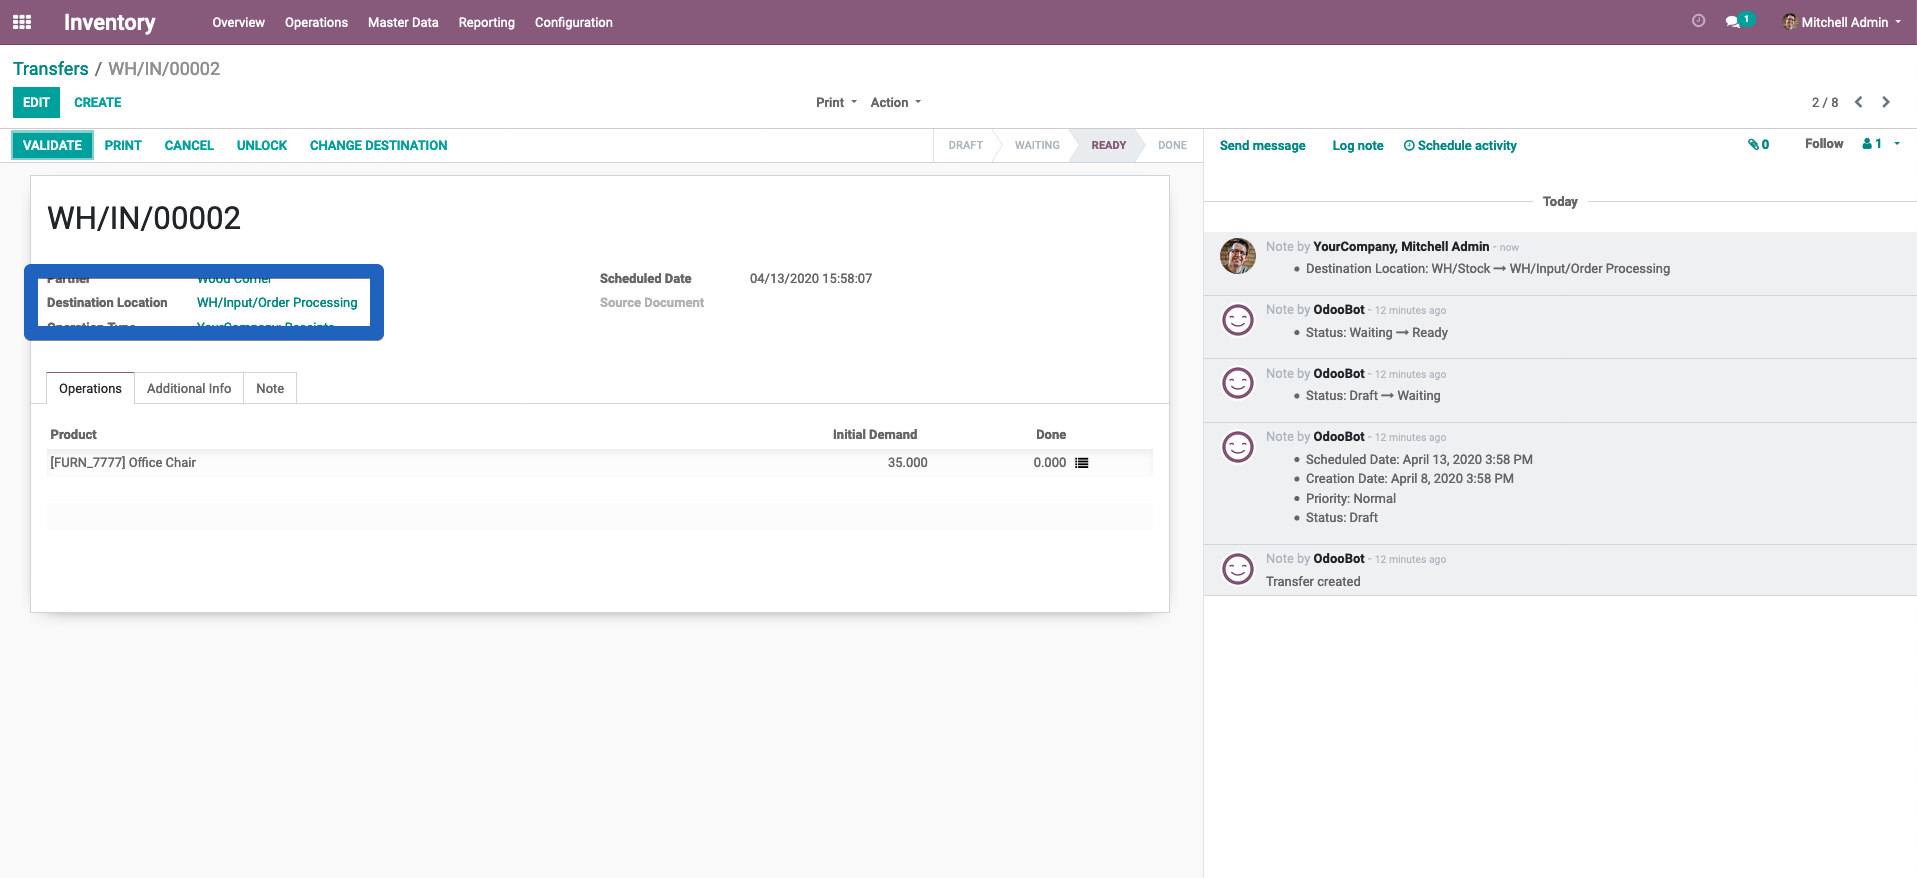 Inventory Overview Operations Master Data Reporting Configuration 1 Mitchell Admin
Transfers / WH/IN/00002
EDIT CREATE Print Action 2 / 8
VALIDATE PRINT CANCEL UNLOCK CHANGE DESTINATION DRAFT WAITING READY DONE
WH/IN/00002
Partner Wood Corner Scheduled Date 04/13/2020 15:58:07
Destination Location WH/Input/Order Processing Source Document
Operation Type YourCompany: Receipts
Operations Additional Info Note
Product Initial Demand Done
[FURN_7777] Office Chair 35.000 0.000
Send message Log note Schedule activity 0 Follow 1
Today
Note by YourCompany, Mitchell Admin - now
• Destination Location: WH/Stock → WH/Input/Order Processing
Note by OdooBot - 12 minutes ago
• Status: Waiting → Ready
Note by OdooBot - 12 minutes ago
• Status: Draft → Waiting
Note by OdooBot - 12 minutes ago
• Scheduled Date: April 13, 2020 3:58 PM
• Creation Date: April 8, 2020 3:58 PM
• Priority: Normal
• Status: Draft
Note by OdooBot - 12 minutes ago
Transfer created